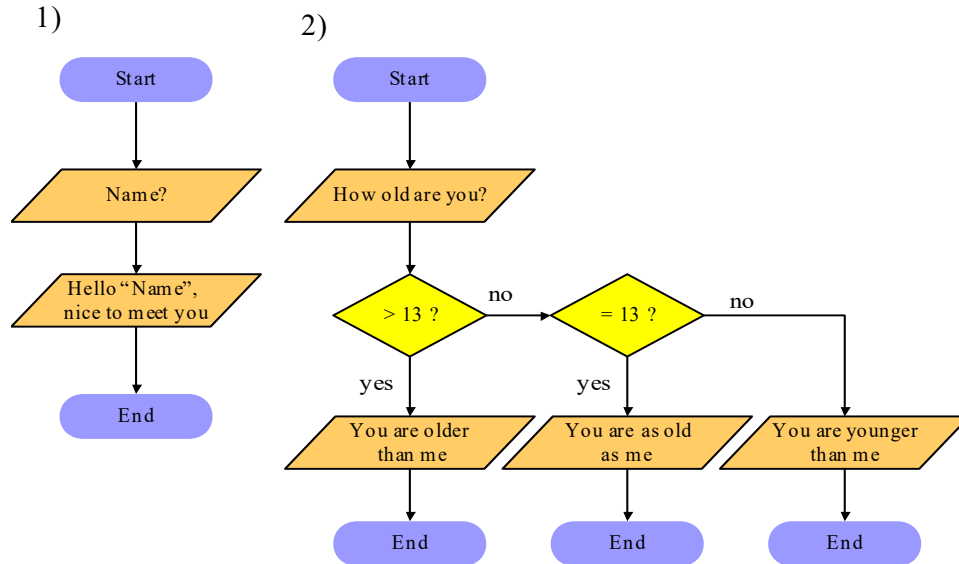 1)
Start
Name?
Hello “Name”,
nice to meet you
End
2)
Start
How old are you?
> 13 ?
no
= 13 ?
no
yes
yes
You are older
than me
You are as old
as me
You are younger
than me
End
End
End